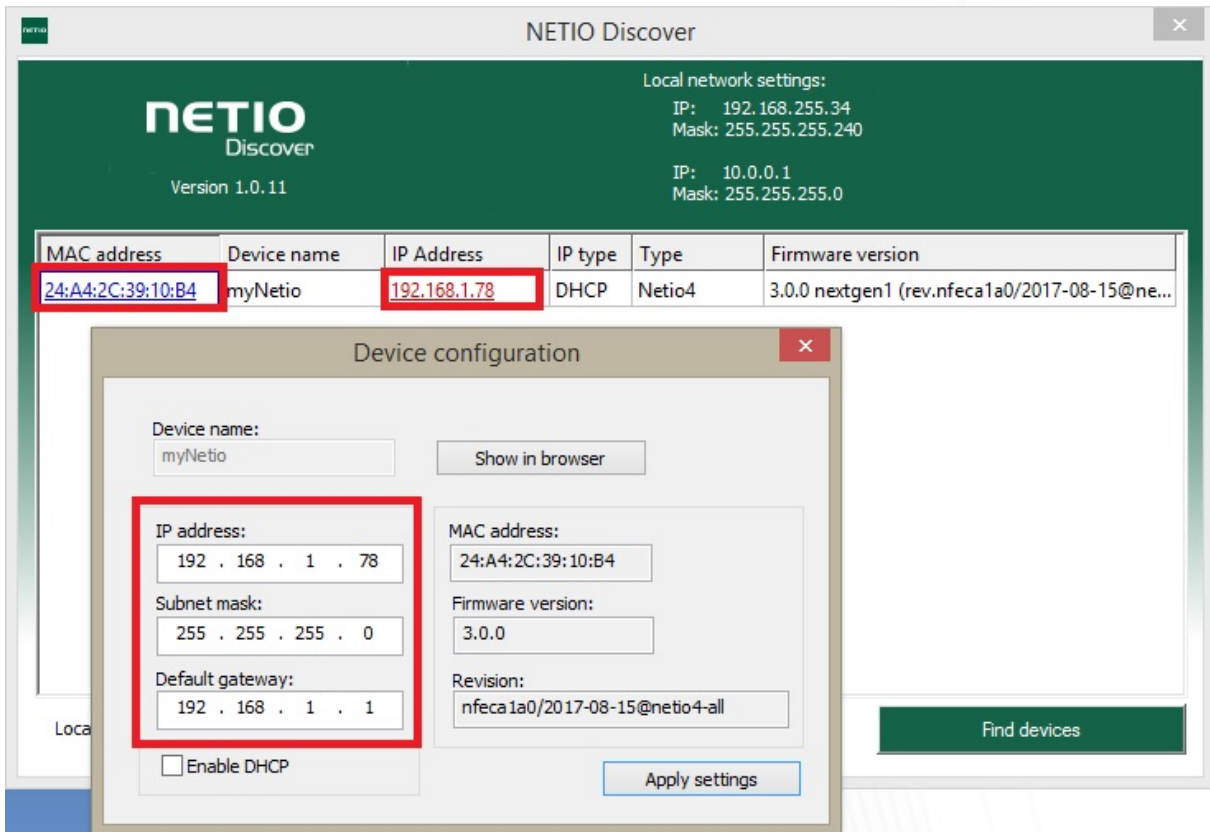 NETIO
NETIO Discover
NETIO
Discover
Version 1.0.11
Local network settings:
IP: 192.168.255.34
Mask: 255.255.255.240
IP: 10.0.0.1
Mask: 255.255.255.0
MAC address Device name IP Address IP type Type Firmware version
24:A4:2C:39:10:B4 myNetio 192.168.1.78 DHCP Netio4 3.0.0 nextgen1 (rev.nfeca1a0/2017-08-15@ne...
Device configuration
Device name:
myNetio
Show in browser
IP address:
192 . 168 . 1 . 78
Subnet mask:
255 . 255 . 255 . 0
Default gateway:
192 . 168 . 1 . 1
Enable DHCP
MAC address:
24:A4:2C:39:10:B4
Firmware version:
3.0.0
Revision:
nfeca1a0/2017-08-15@netio4-all
Apply settings
Loca
Find devices